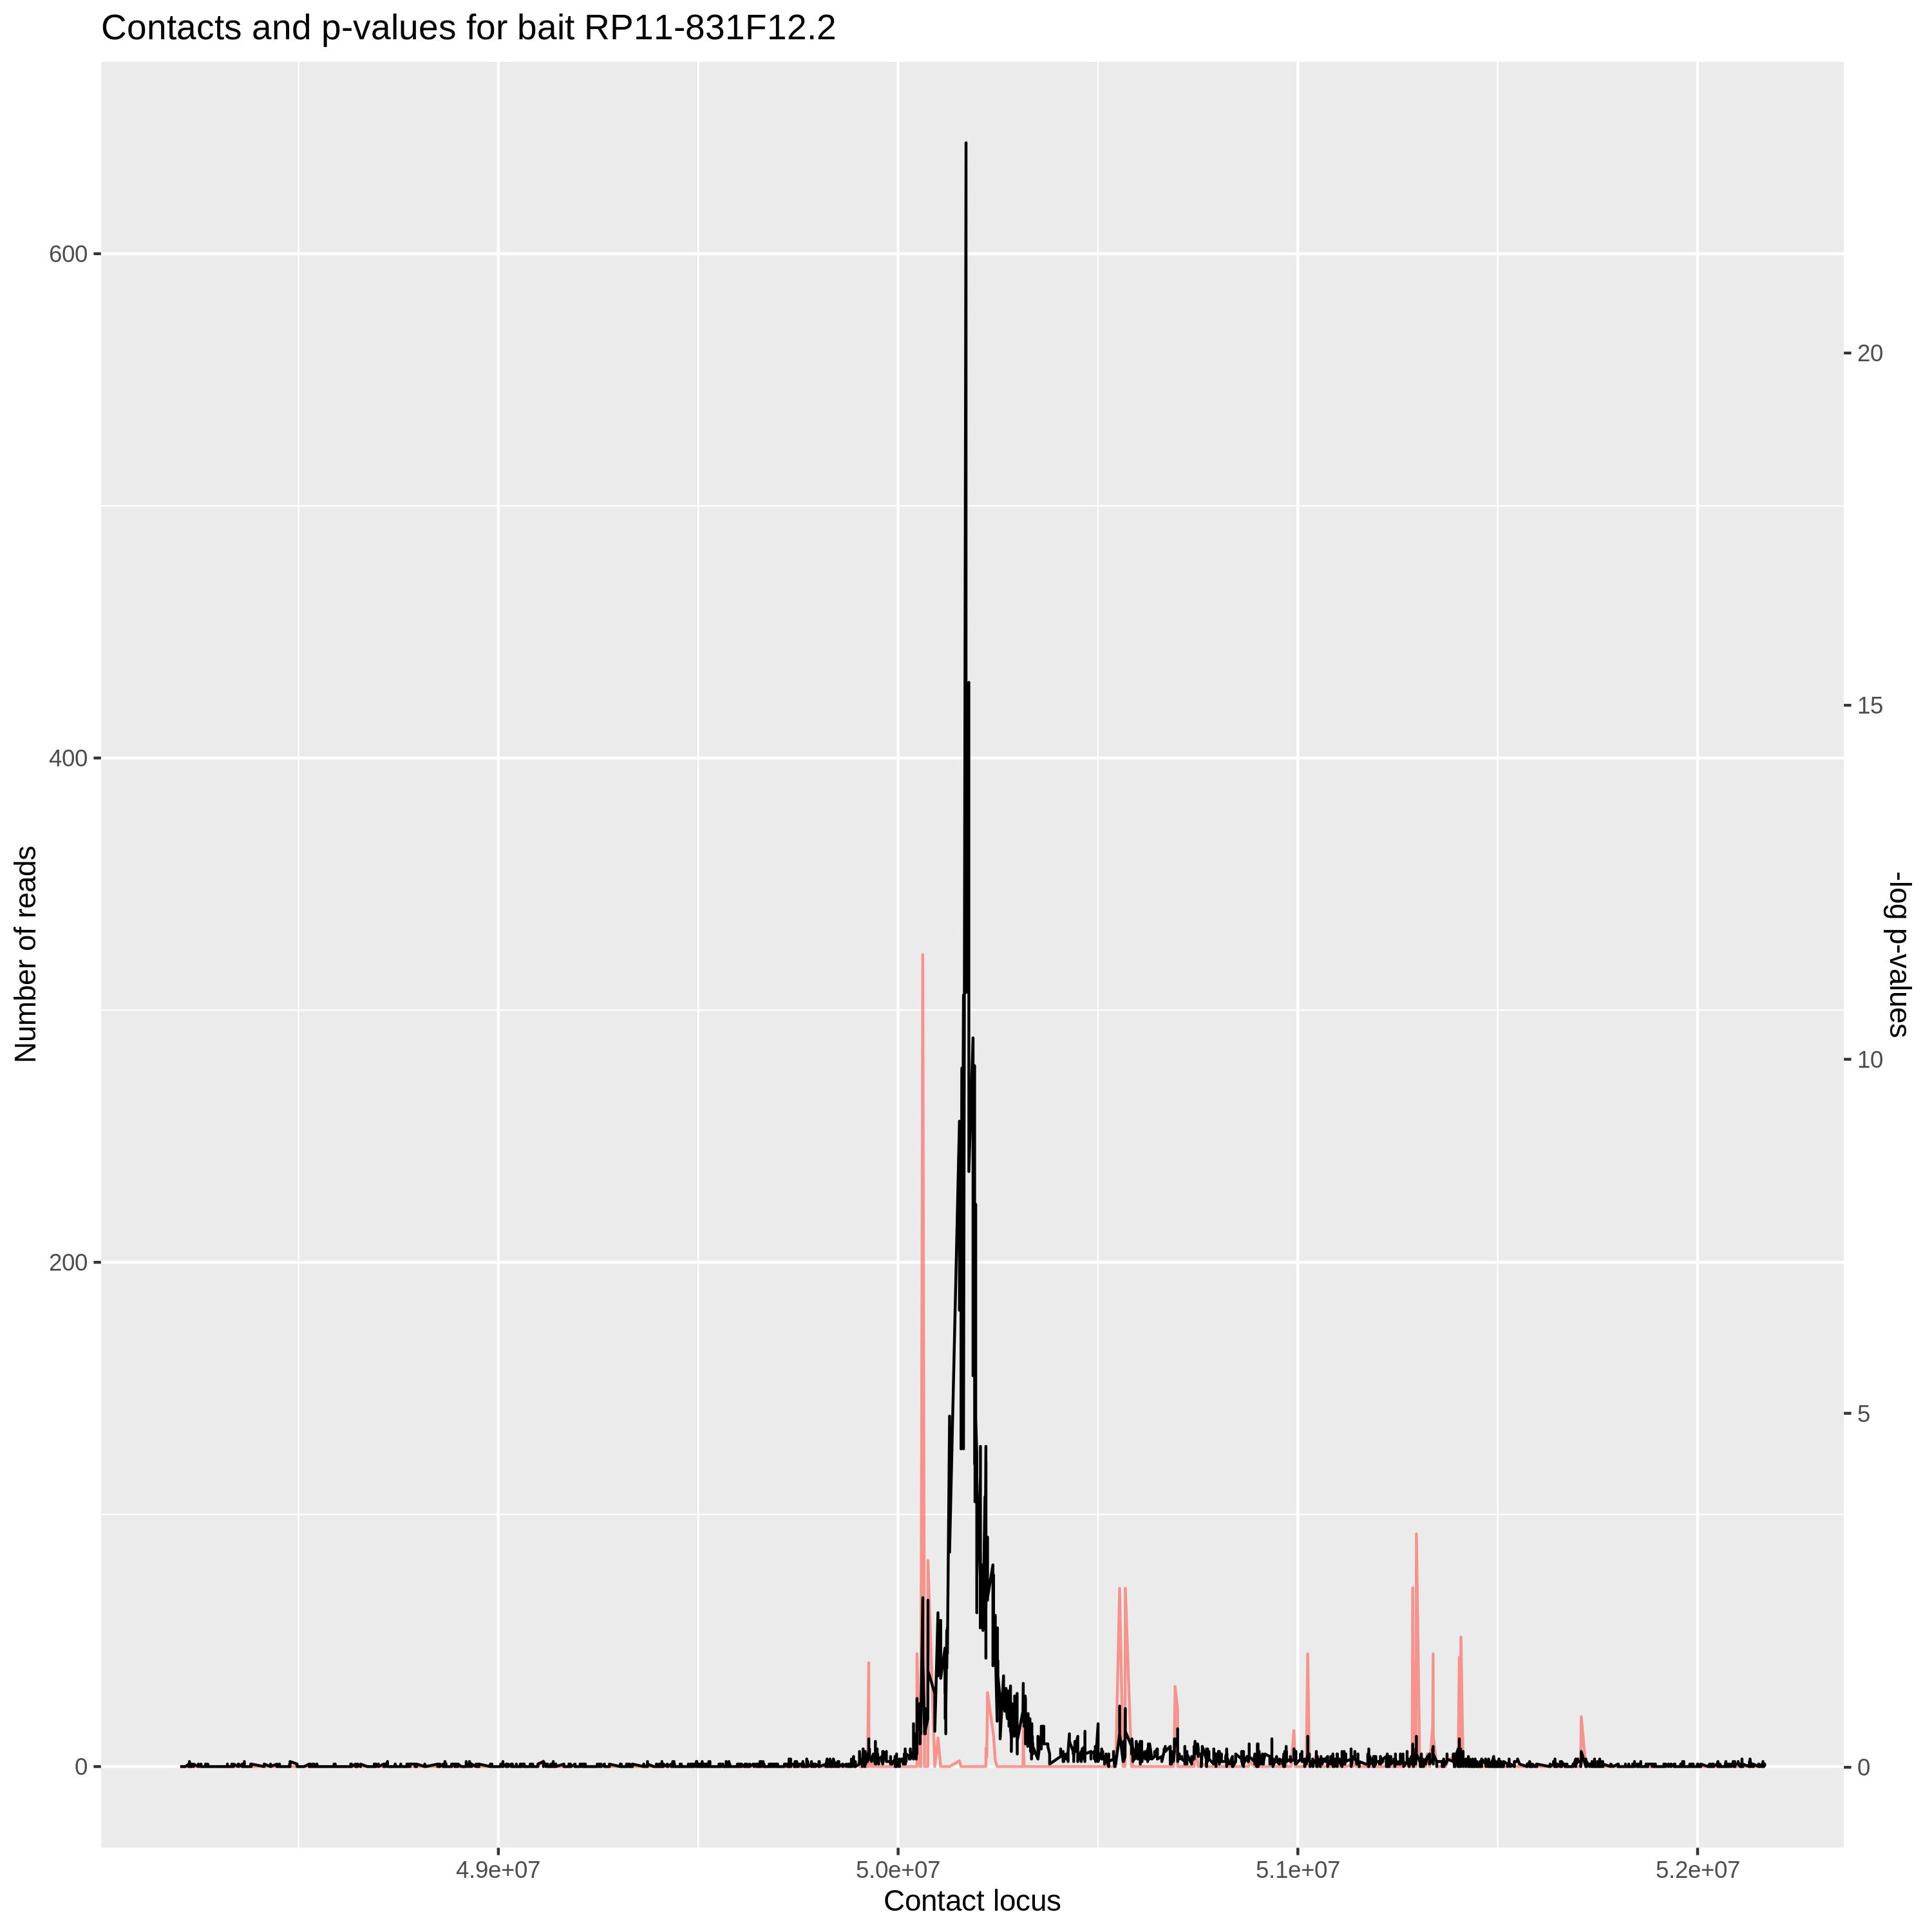 Contacts and p-values for bait RP11-831F12.2
600
400
200
0
Number of reads
20
15
10
5
0
-log p-values
4.9e+07
5.0e+07
5.1e+07
5.2e+07
Contact locus